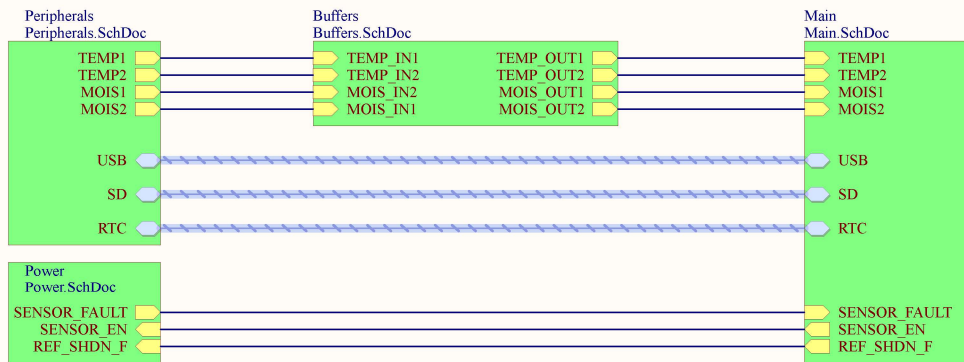 Peripherals
Peripherals.SchDoc
TEMP1
TEMP2
MOIS1
MOIS2
USB
SD
RTC
Buffers
Buffers.SchDoc
TEMP_IN1
TEMP_IN2
MOIS_IN2
MOIS_IN1
TEMP_OUT1
TEMP_OUT2
MOIS_OUT1
MOIS_OUT2
Main
Main.SchDoc
TEMP1
TEMP2
MOIS1
MOIS2
USB
SD
RTC
SENSOR_FAULT
SENSOR_EN
REF_SHDN_F
Power
Power.SchDoc
SENSOR_FAULT
SENSOR_EN
REF_SHDN_F